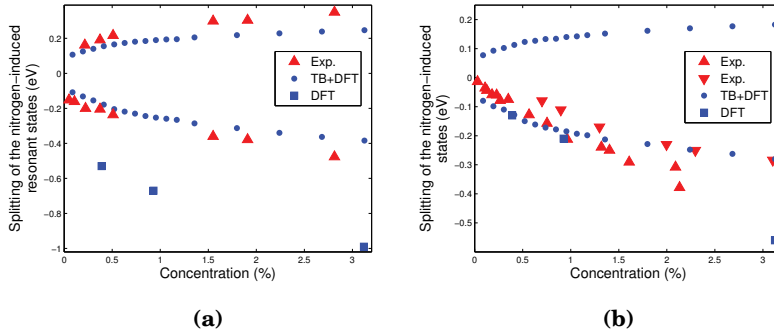 Splitting of the nitrogen-induced
resonant states (eV)
0.2
0
−0.2
−0.4
−0.6
−0.8
−1
0
0.5
1
1.5
2
2.5
3
Concentration (%)
Exp.
TB+DFT
DFT
(a)
Splitting of the nitrogen-induced
states (eV)
0.2
0.1
0
−0.1
−0.2
−0.3
−0.4
−0.5
−0.6
0
0.5
1
1.5
2
2.5
3
Concentration (%)
Exp.
Exp.
TB+DFT
DFT
(b)